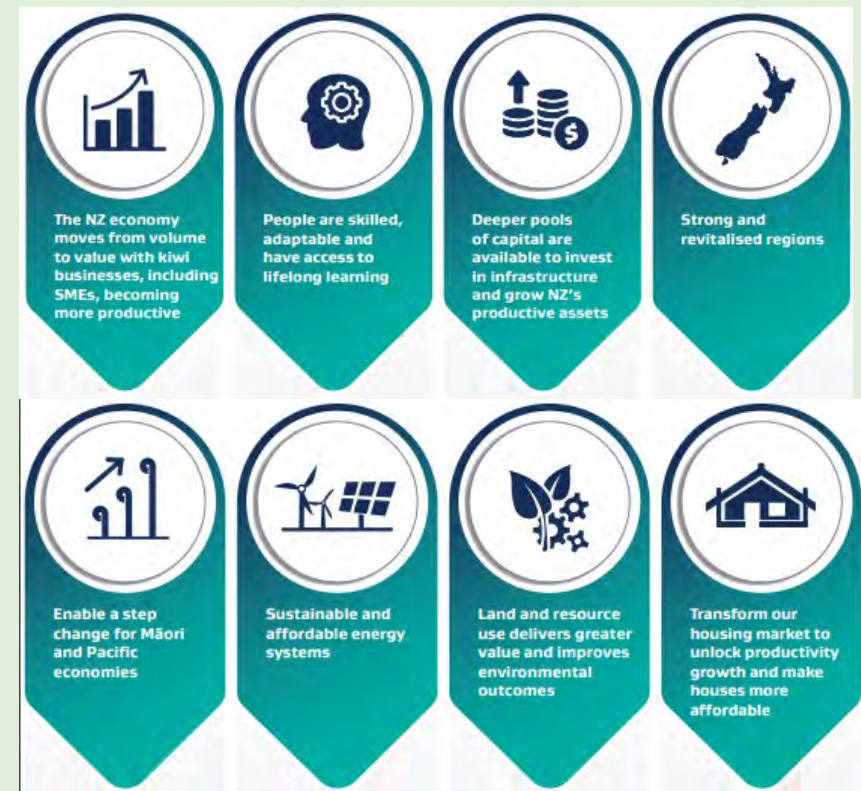 The NZ economy
moves from volume
to value with kiwi
businesses, including
SMEs, becoming
more productive
People are skilled,
adaptable and
have access to
lifelong learning
$
Deeper pools
of capital are
available to invest
in infrastructure
and grow NZ's
productive assets
Strong and
revitalised regions
Enable a step
change for Māori
and Pacific
economies
Sustainable and
affordable energy
systems
Land and resource
use delivers greater
value and improves
environmental
outcomes
Transform our
housing market to
unlock productivity
growth and make
houses more
affordable